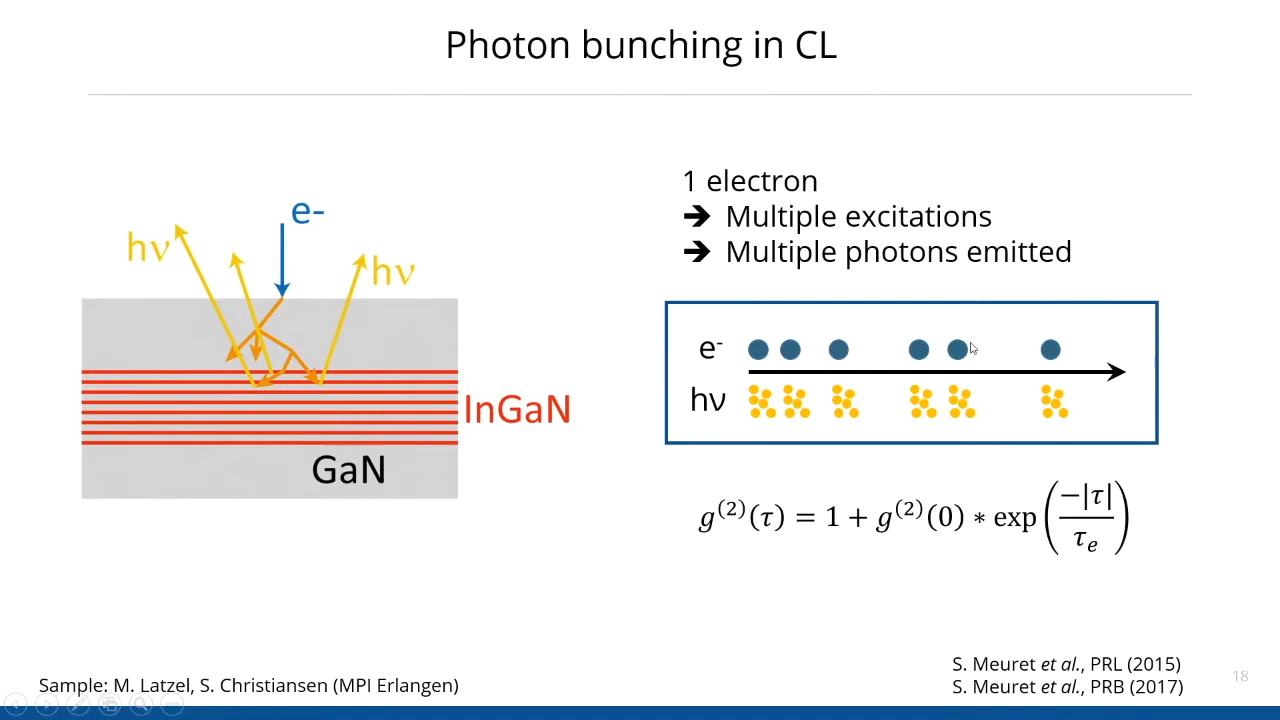 Photon bunching in CL
e-
hν
hν
InGaN
GaN
1 electron
➔ Multiple excitations
➔ Multiple photons emitted
e⁻
hν
g⁽²⁾(τ) = 1 + g⁽²⁾(0) ∗ exp(−|τ|/τₑ)
S. Meuret et al., PRL (2015)
S. Meuret et al., PRB (2017)
Sample: M. Latzel, S. Christiansen (MPI Erlangen)
18